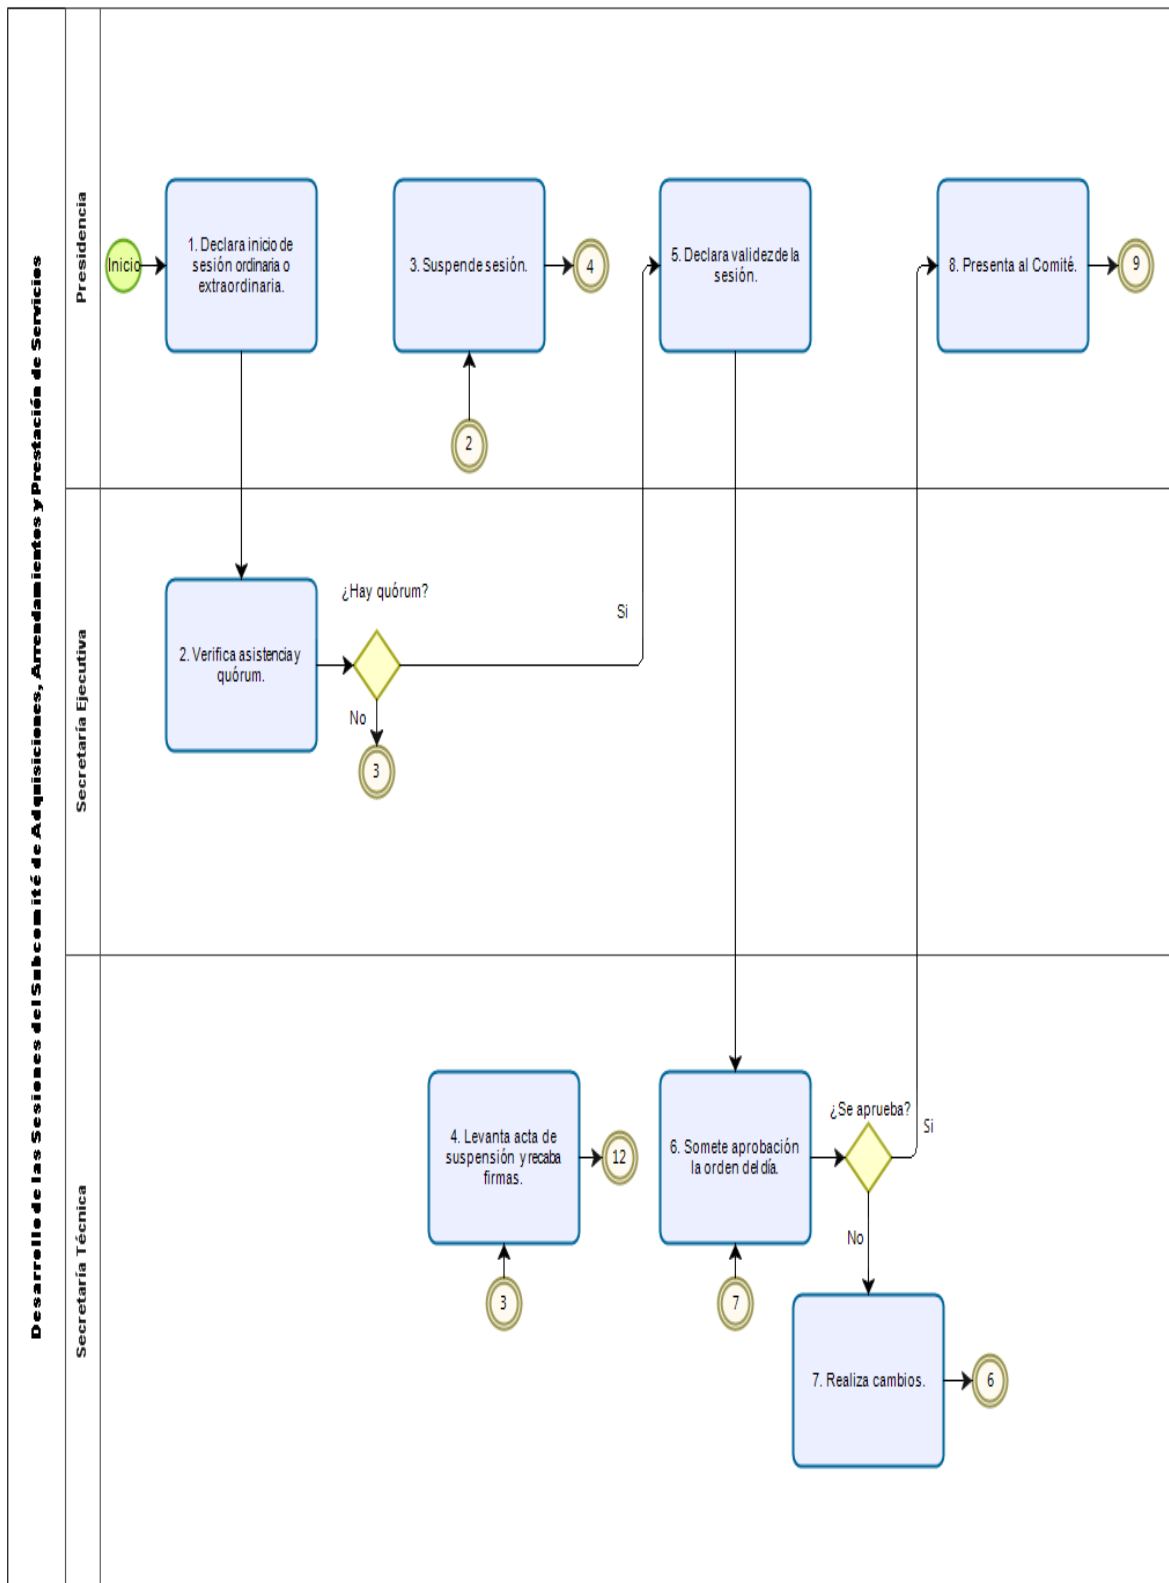 Desarrollo de las Sesiones del Subcomité de Adquisiciones, Arrendamientos y Prestación de Servicios
Presidencia
Inicio
1. Declara inicio de
sesión ordinaria o
extraordinaria.
3. Suspende sesión.
4
2
5. Declara validez de la
sesión.
8. Presenta al Comité.
9
Secretaría Ejecutiva
2. Verifica asistencia y
quórum.
¿Hay quórum?
Si
No
3
Secretaría Técnica
4. Levanta acta de
suspensión y recaba
firmas.
12
3
6. Somete aprobación
la orden del día.
7
¿Se aprueba?
Si
No
7. Realiza cambios.
6